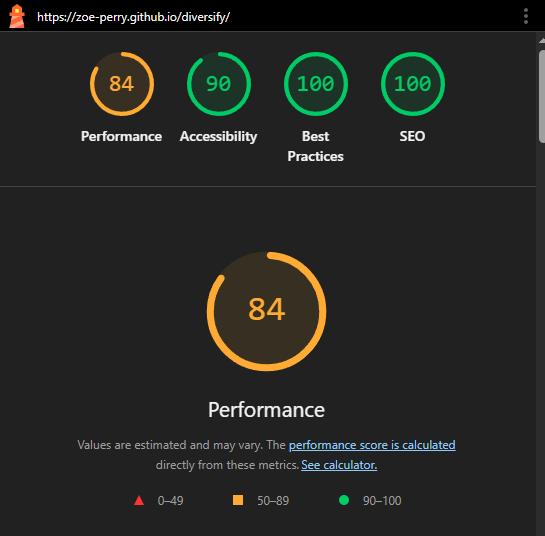 https://zoe-perry.github.io/diversify/
84 90 100 100
Performance Accessibility Best Practices SEO
84
Performance
Values are estimated and may vary. The performance score is calculated
directly from these metrics. See calculator.
0–49 50–89 90–100